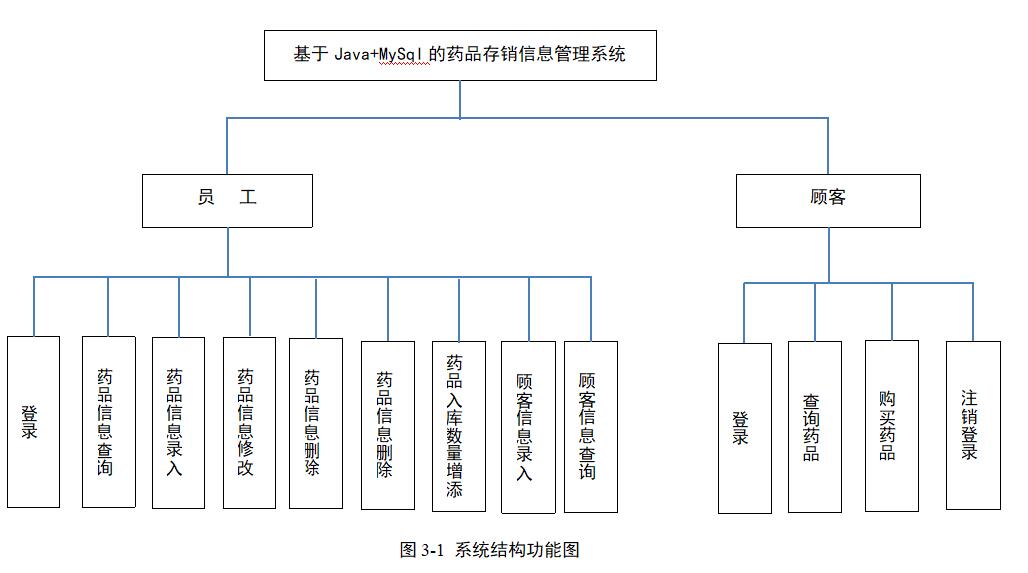 基于 Java+MySql 的药品存销信息管理系统
员 工
顾客
登录
药品信息查询
药品信息录入
药品信息修改
药品信息删除
药品信息删除
药品入库数量增添
顾客信息录入
顾客信息查询
登录
查询药品
购买药品
注销登录
图 3-1 系统结构功能图